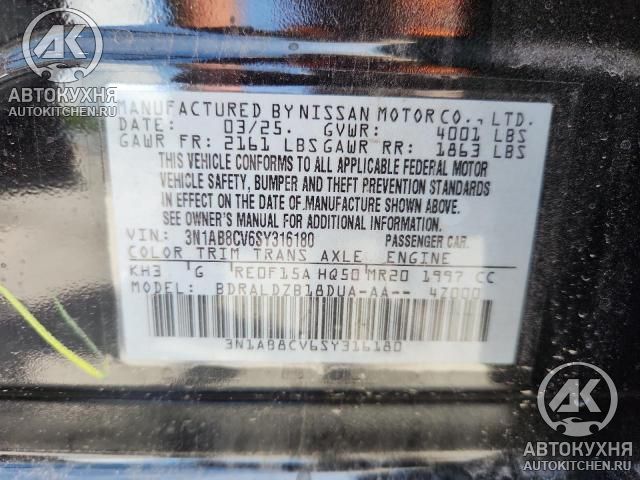 АК
АВТОКУХНЯ
AUTOKITCHEN.RU
MANUFACTURED BY NISSAN MOTOR CO., LTD.
DATE: 03/25. GVWR: 4001 LBS
GAWR FR: 2161 LBS GAWR RR: 1863 LBS
THIS VEHICLE CONFORMS TO ALL APPLICABLE FEDERAL MOTOR
VEHICLE SAFETY, BUMPER AND THEFT PREVENTION STANDARDS
IN EFFECT ON THE DATE OF MANUFACTURE SHOWN ABOVE.
SEE OWNER'S MANUAL FOR ADDITIONAL INFORMATION.
VIN: 3N1AB8CV6SY316180 PASSENGER CAR.
COLOR TRIM TRANS AXLE ENGINE
KH3 G RE0F15A HQ50 MR20 1997 CC
MODEL: BDRALDZB18DUA-AA-- 4Z000
3N1AB8CV6SY316180
АК
АВТОКУХНЯ
AUTOKITCHEN.RU